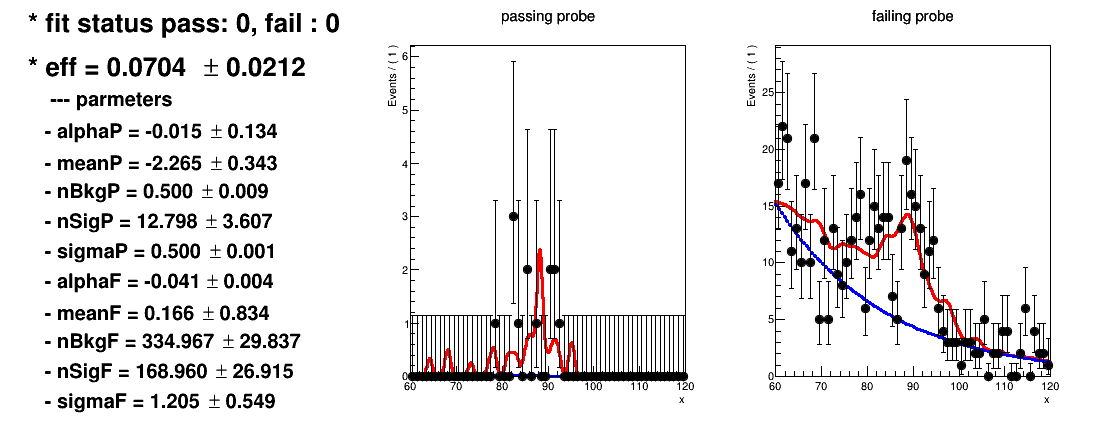 * fit status pass: 0, fail : 0
* eff = 0.0704 ± 0.0212
--- parmeters
- alphaP = -0.015 ± 0.134
- meanP = -2.265 ± 0.343
- nBkgP = 0.500 ± 0.009
- nSigP = 12.798 ± 3.607
- sigmaP = 0.500 ± 0.001
- alphaF = -0.041 ± 0.004
- meanF = 0.166 ± 0.834
- nBkgF = 334.967 ± 29.837
- nSigF = 168.960 ± 26.915
- sigmaF = 1.205 ± 0.549
passing probe
Events / ( 1 )
6
5
4
3
2
1
0
60 70 80 90 100 110 120
x
failing probe
Events / ( 1 )
25
20
15
10
5
0
60 70 80 90 100 110 120
x